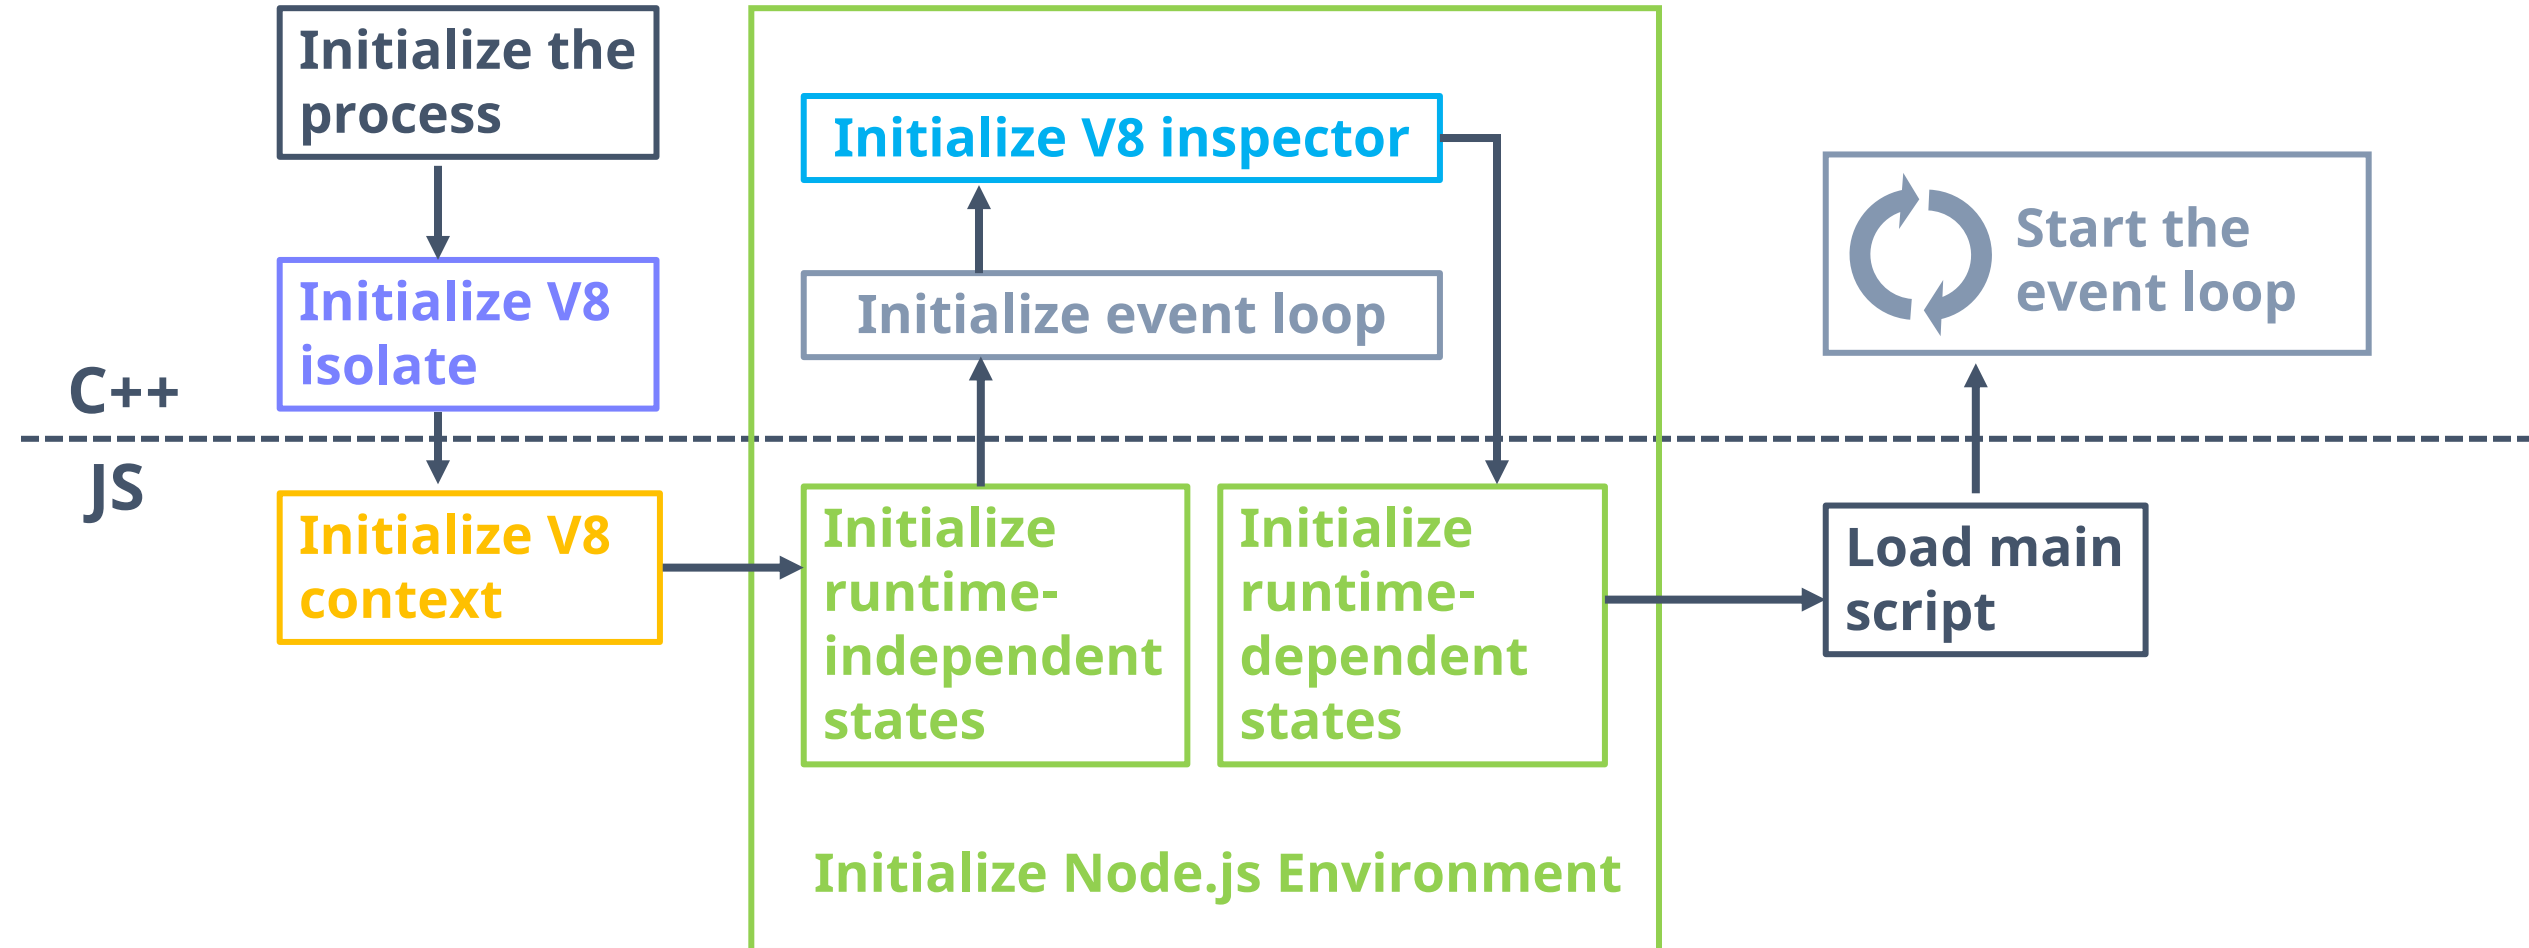 Initialize the
process
Initialize V8
isolate
C++
JS
Initialize V8
context
Initialize V8 inspector
Initialize event loop
Initialize
runtime-
independent
states
Initialize
runtime-
dependent
states
Initialize Node.js Environment
Start the
event loop
Load main
script